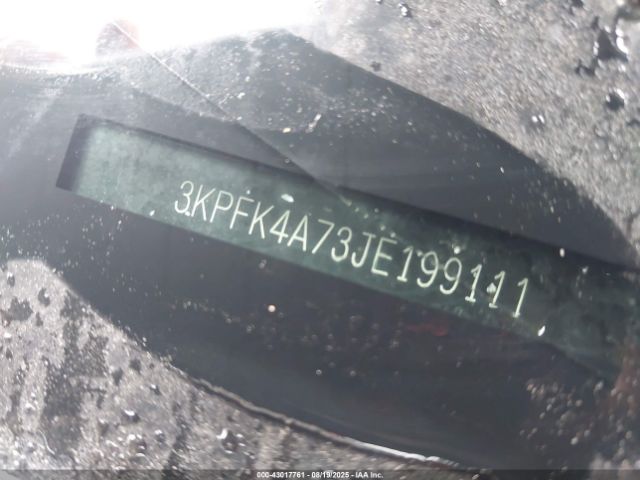 3KPFK4A73JE199111
000-43017761 - 08/19/2025 - IAA Inc.